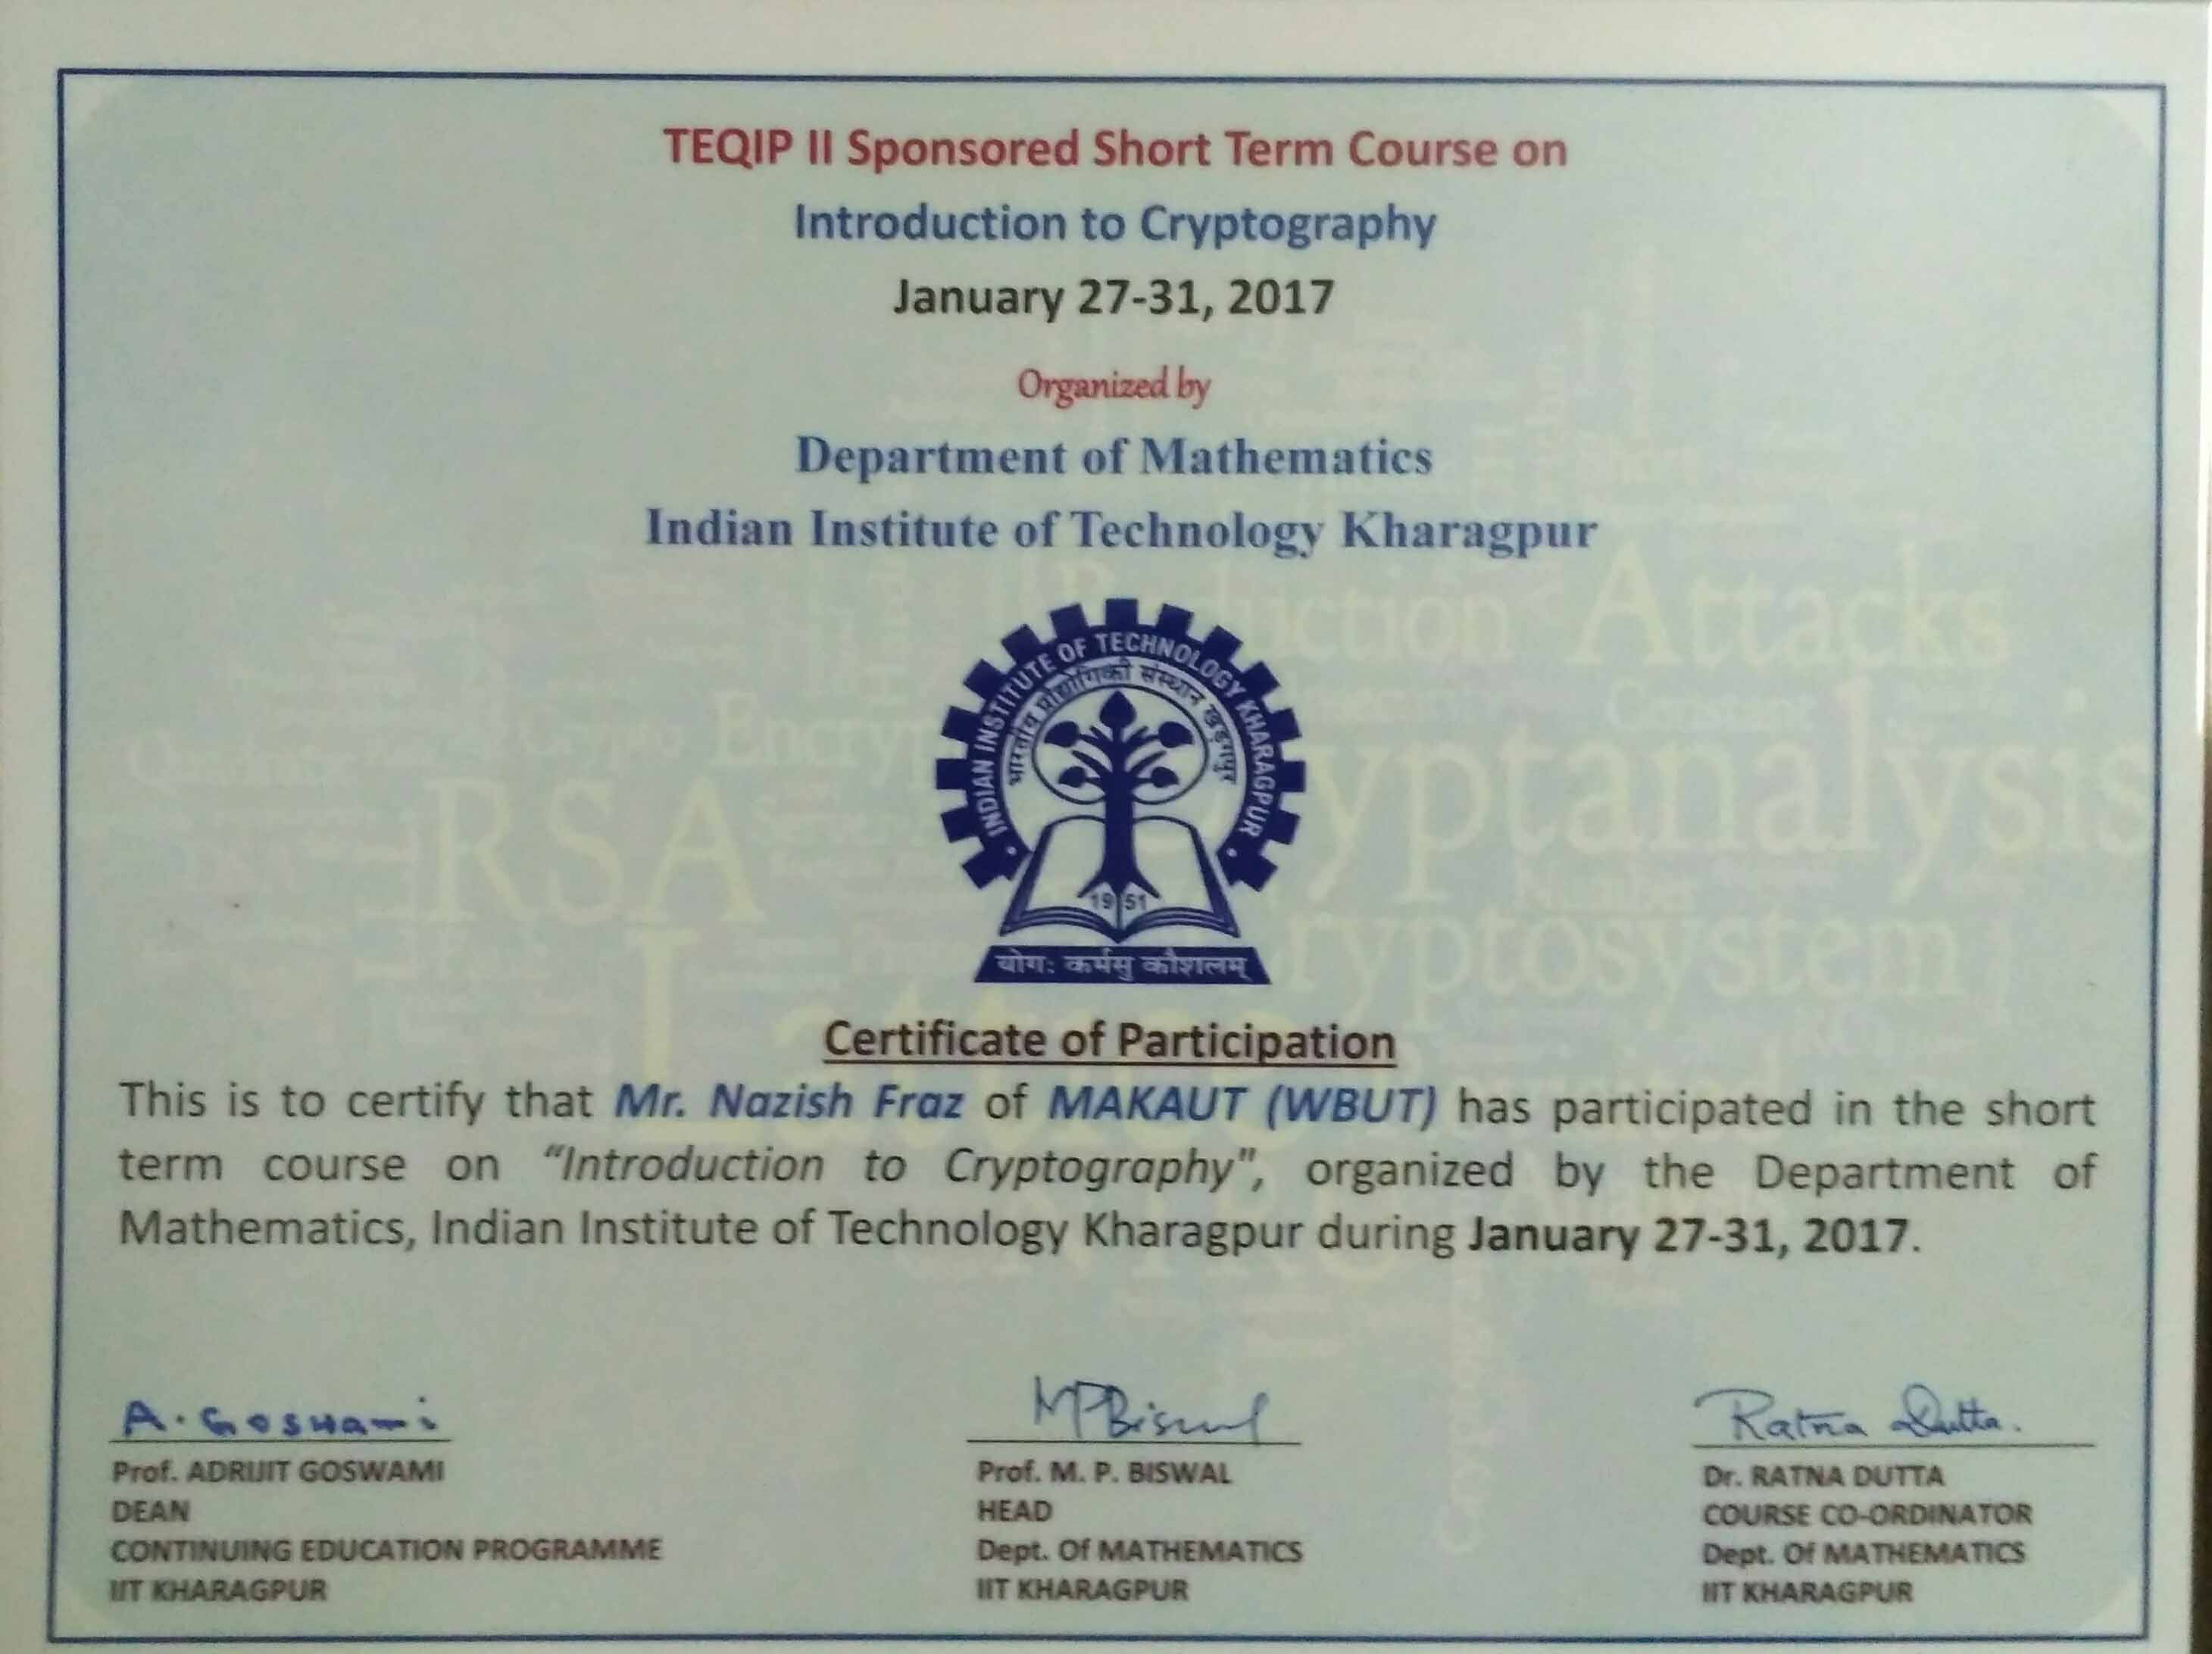 TEQIP II Sponsored Short Term Course on
Introduction to Cryptography
January 27-31, 2017
Organized by
Department of Mathematics
Indian Institute of Technology Kharagpur
INDIAN INSTITUTE OF TECHNOLOGY KHARAGPUR
भारतीय प्रौद्योगिकी संस्थान खड़गपुर
1951
योगः कर्मसु कौशलम्
Attacks
Crypto
RSA
Certificate of Participation
This is to certify that Mr. Nazish Fraz of MAKAUT (WBUT) has participated in the short
term course on “Introduction to Cryptography", organized by the Department of
Mathematics, Indian Institute of Technology Kharagpur during January 27-31, 2017.
A. Goswami
MPBiswal
Ratna Dutta.
Prof. ADRIJIT GOSWAMI
DEAN
CONTINUING EDUCATION PROGRAMME
IIT KHARAGPUR
Prof. M. P. BISWAL
HEAD
Dept. Of MATHEMATICS
IIT KHARAGPUR
Dr. RATNA DUTTA
COURSE CO-ORDINATOR
Dept. Of MATHEMATICS
IIT KHARAGPUR